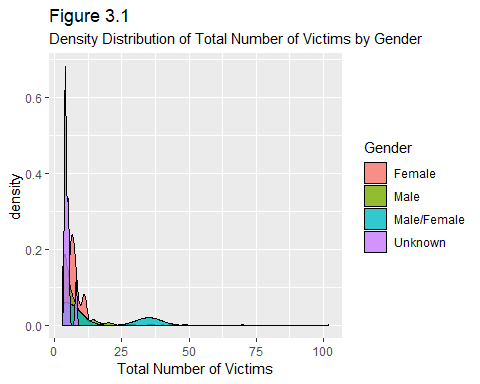 Figure 3.1
Density Distribution of Total Number of Victims by Gender
density
0.6
0.4
0.2
0.0
0
25
50
75
100
Total Number of Victims
Gender
Female
Male
Male/Female
Unknown